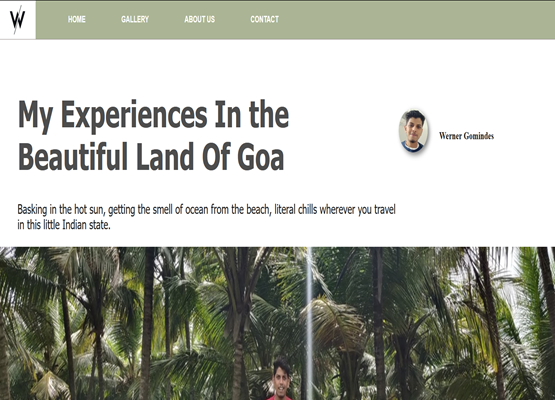 W
HOME GALLERY ABOUT US CONTACT
My Experiences In the
Beautiful Land Of Goa
Werner Gomindes
Basking in the hot sun, getting the smell of ocean from the beach, literal chills wherever you travel
in this little Indian state.